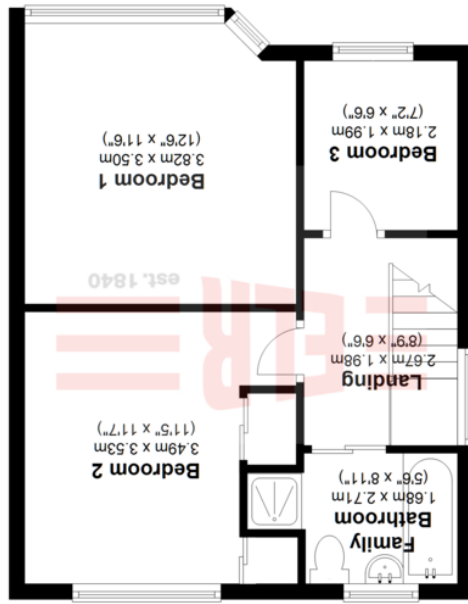 Family
Bathroom
1.68m x 2.71m
(5'6" x 8'11")
Bedroom 2
3.49m x 3.53m
(11'5" x 11'7")
Landing
2.67m x 1.98m
(8'9" x 6'6")
ELR
est. 1840
Bedroom 3
2.18m x 1.99m
(7'2" x 6'6")
Bedroom 1
3.82m x 3.50m
(12'6" x 11'6")